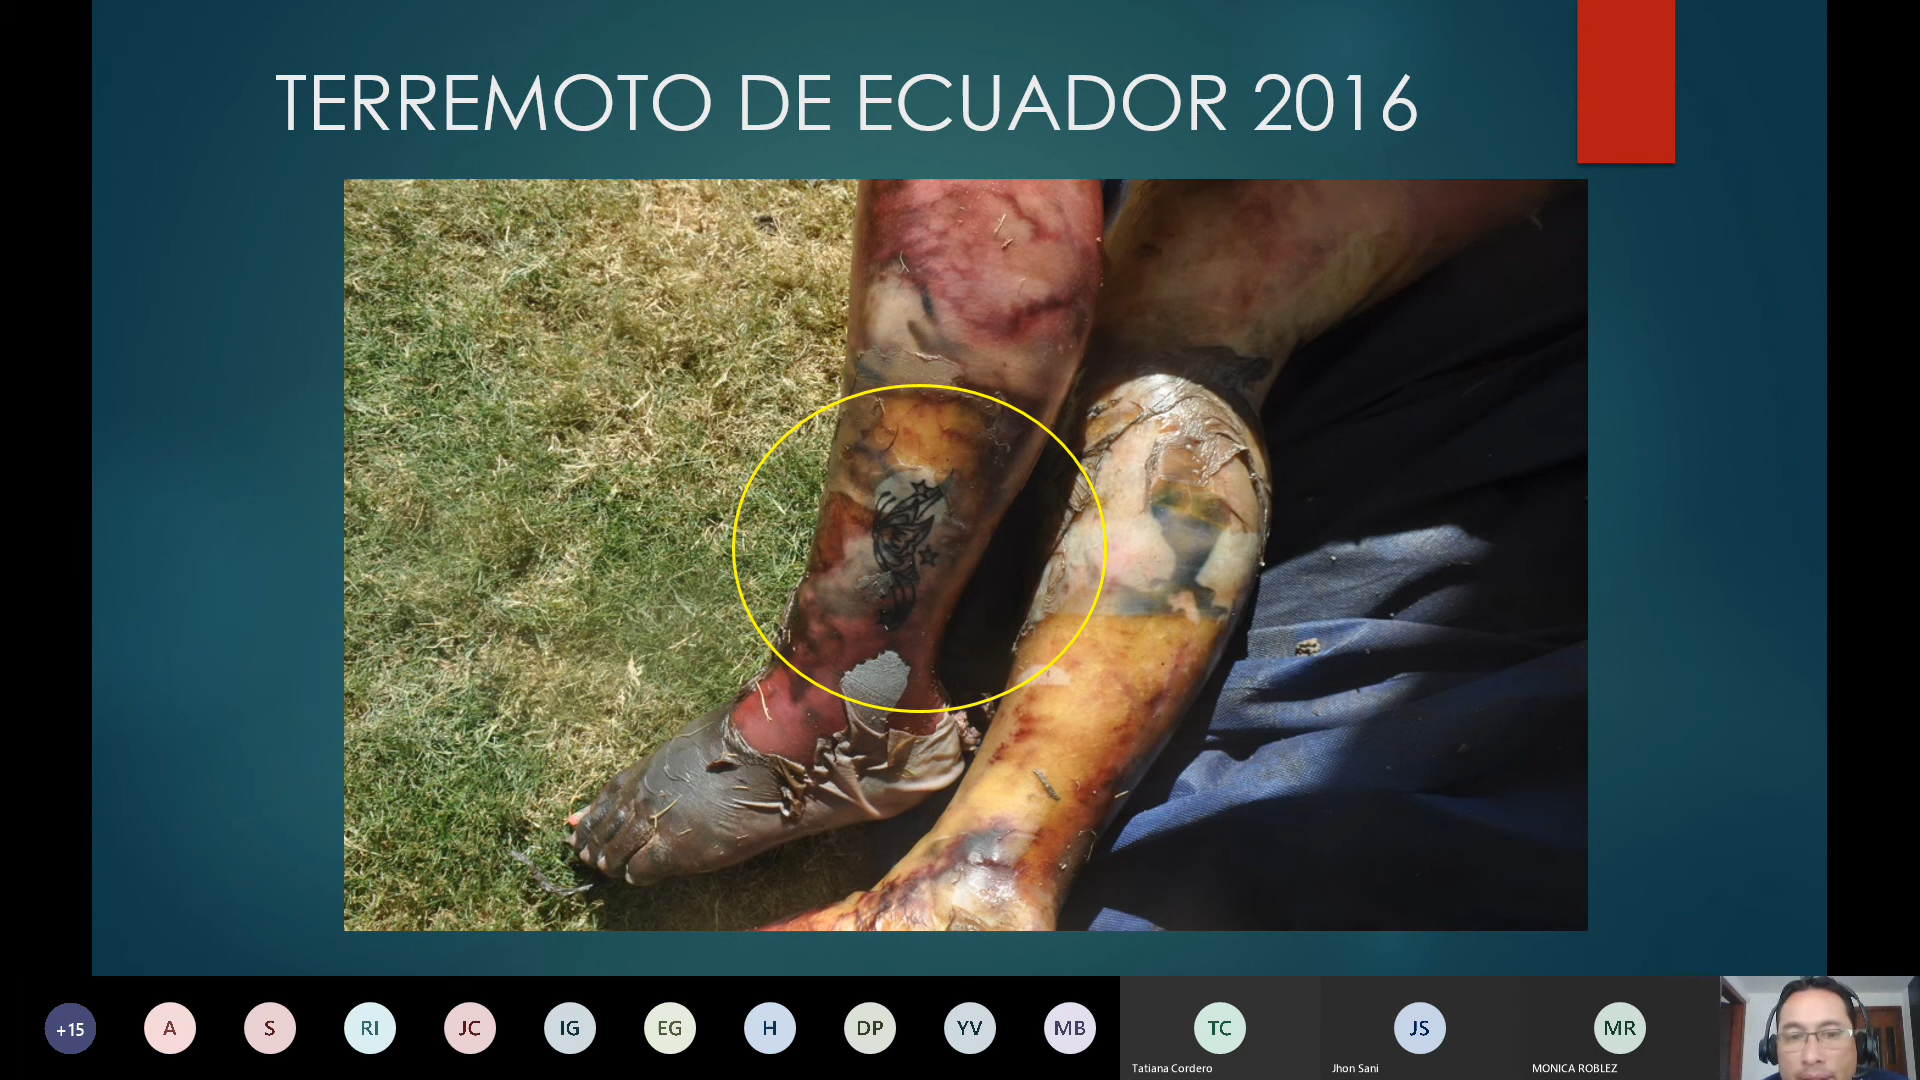 TERREMOTO DE ECUADOR 2016
+15
A
S
RI
JC
IG
EG
H
DP
YV
MB
TC
JS
MR
Tatiana Cordero
Jhon Sani
MONICA ROBLEZ